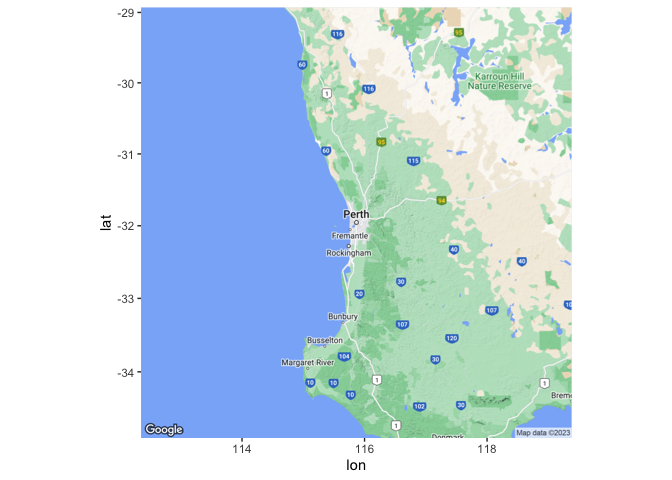 -29
116
95
60
Karroun Hill
Nature Reserve
-30
116
1
95
-31
60
115
94
Perth
-32
Fremantle
lat
Rockingham
40
40
30
-33
20
107
Bunbury
107
120
Busselton
104
30
Margaret River
-34
10
10
1
1
10
102
30
1
Denmark
Google
Map data ©2023
114
116
118
lon